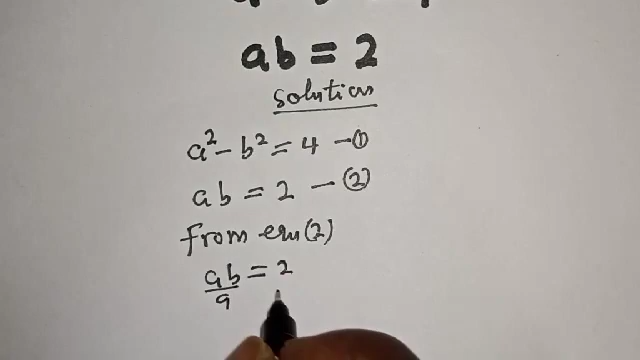 ab = 2
Solution
a² - b² = 4 — ①
ab = 2 — ②
from eqn(2)
ab/a = 2